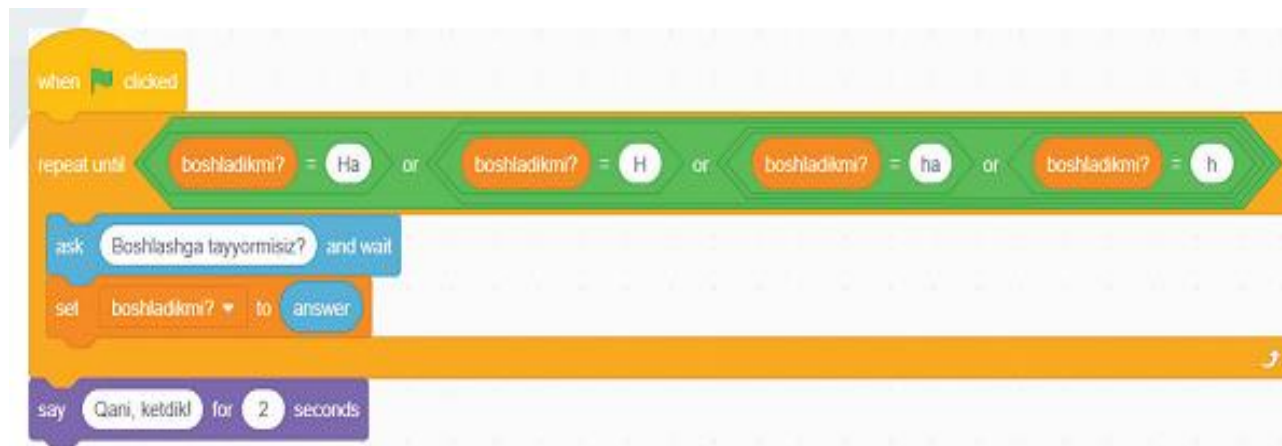 when clicked
repeat until boshladikmi? = Ha or boshladikmi? = H or boshladikmi? = ha or boshladikmi? = h
ask Boshlashga tayyormisiz? and wait
set boshladikmi? to answer
say Qani, ketdik! for 2 seconds